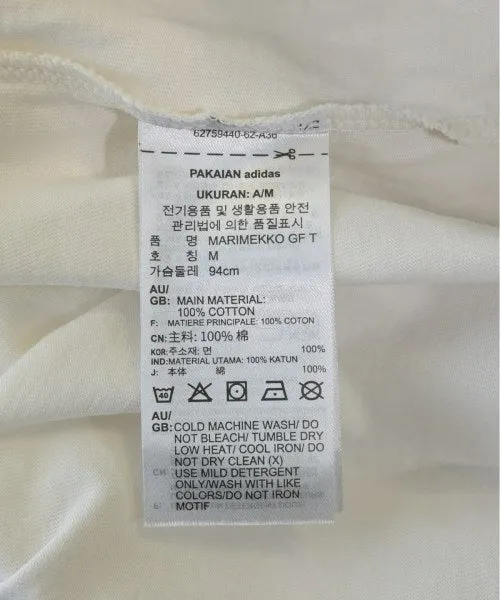 62759440-62-A36
PAKAIAN adidas
UKURAN: A/M
전기용품 및 생활용품 안전
관리법에 의한 품질표시
품 명 MARIMEKKO GF T
호 칭 M
가슴둘레 94cm
AU/
GB: MAIN MATERIAL:
100% COTTON
F: MATIERE PRINCIPALE: 100% COTON
CN: 主料: 100% 棉
KOR: 주소재: 면 100%
IND: MATERIAL UTAMA: 100% KATUN
J: 本体 綿 100%
40
AU/
GB: COLD MACHINE WASH/ DO
NOT BLEACH/ TUMBLE DRY
LOW HEAT/ COOL IRON/ DO
NOT DRY CLEAN (X)
USE MILD DETERGENT
ONLY/WASH WITH LIKE
COLORS/DO NOT IRON
MOTIF